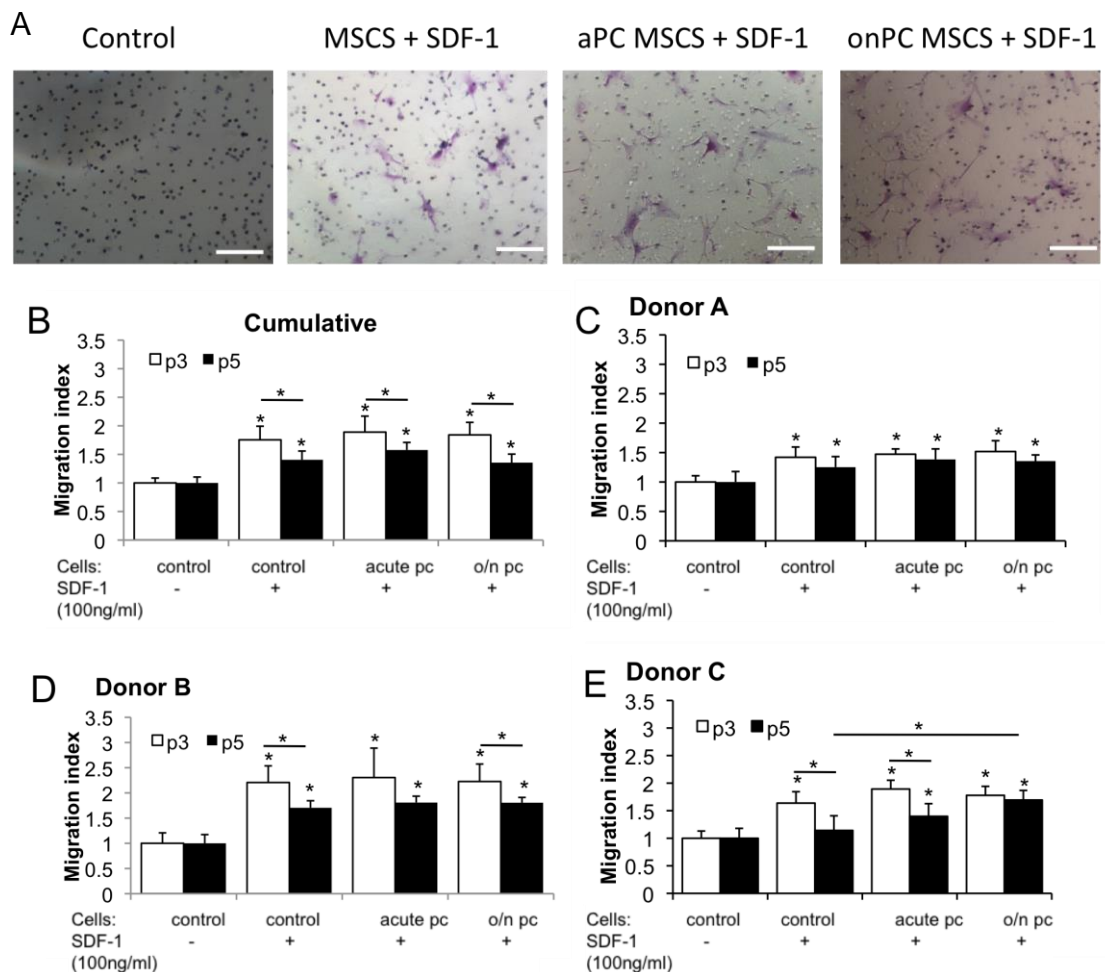 A
Control MSCS + SDF-1 aPC MSCS + SDF-1 onPC MSCS + SDF-1
B
Cumulative
Migration index
3.5
3
2.5
2
1.5
1
0.5
0
p3 p5
* * *
* * * * * *
Cells: control control acute pc o/n pc
SDF-1 - + + +
(100ng/ml)
C
Donor A
Migration index
3.5
3
2.5
2
1.5
1
0.5
0
p3 p5
* * * * * *
Cells: control control acute pc o/n pc
SDF-1 - + + +
(100ng/ml)
D
Donor B
Migration index
3.5
3
2.5
2
1.5
1
0.5
0
p3 p5
* *
* * * * * *
Cells: control control acute pc o/n pc
SDF-1 - + + +
(100ng/ml)
E
Donor C
Migration index
3.5
3
2.5
2
1.5
1
0.5
0
p3 p5
*
* *
* * * * *
Cells: control control acute pc o/n pc
SDF-1 - + + +
(100ng/ml)